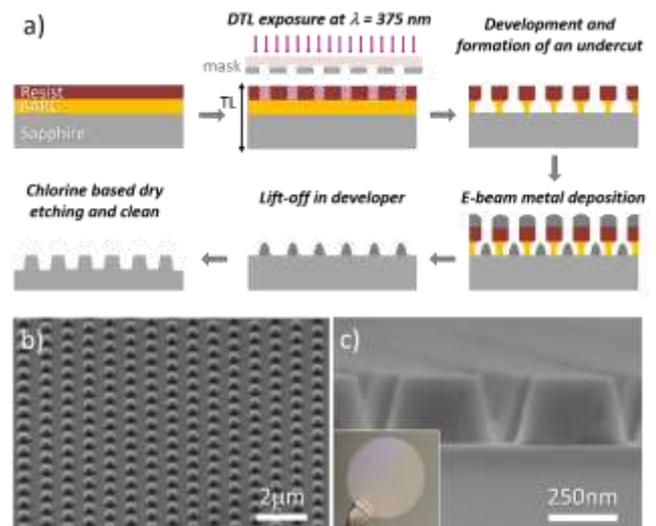 a)
DTL exposure at λ = 375 nm
mask
Development and
formation of an undercut
Resist
BARC
Sapphire
TL
Chlorine based dry
etching and clean
Lift-off in developer
E-beam metal deposition
b)
2μm
c)
250nm